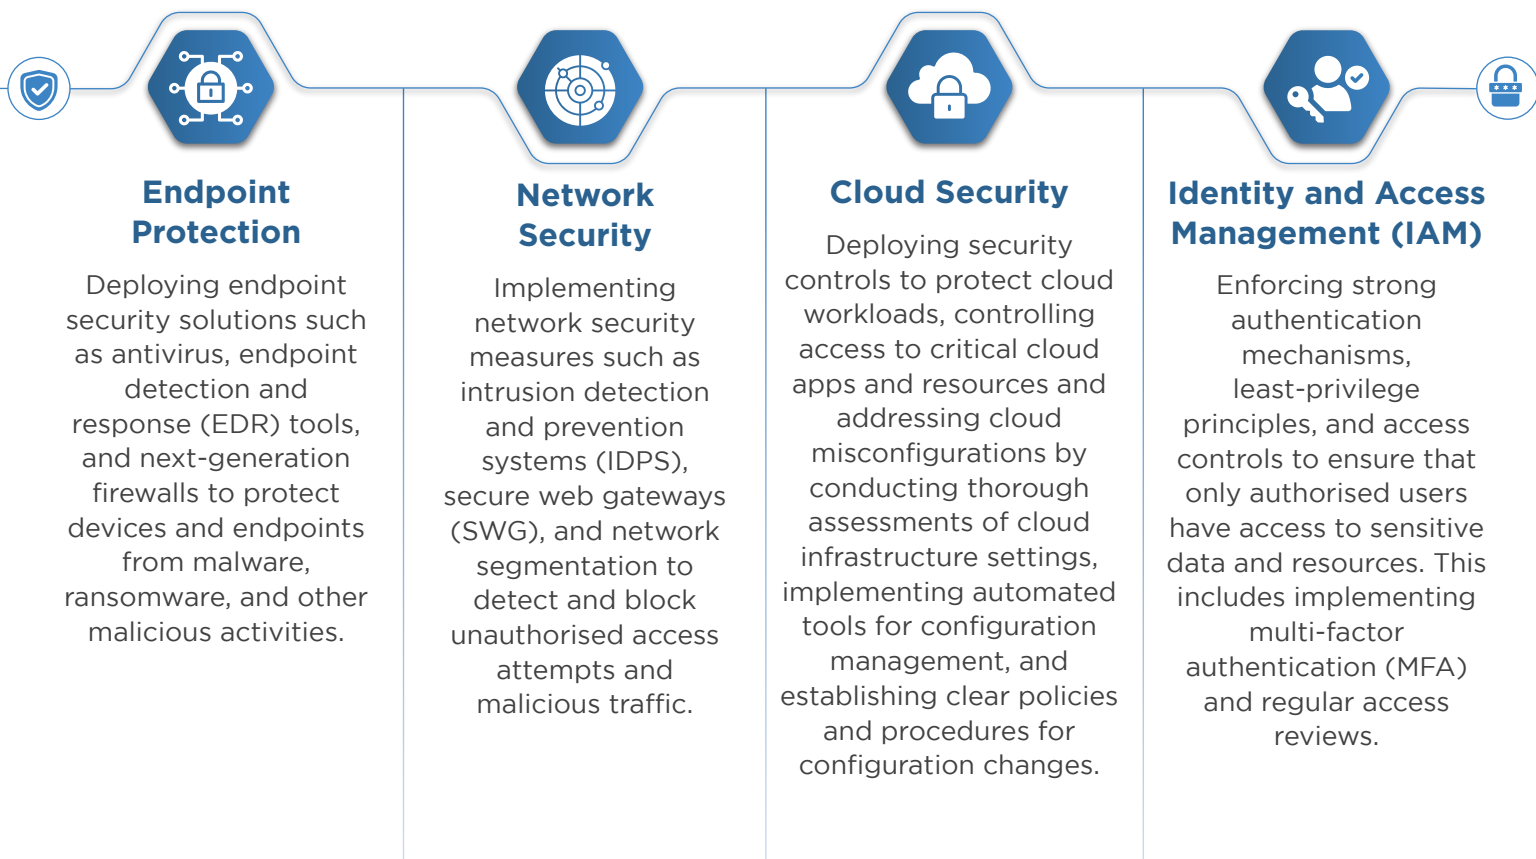 Endpoint
Protection
Deploying endpoint
security solutions such
as antivirus, endpoint
detection and
response (EDR) tools,
and next-generation
firewalls to protect
devices and endpoints
from malware,
ransomware, and other
malicious activities.
Network
Security
Implementing
network security
measures such as
intrusion detection
and prevention
systems (IDPS),
secure web gateways
(SWG), and network
segmentation to
detect and block
unauthorised access
attempts and
malicious traffic.
Cloud Security
Deploying security
controls to protect cloud
workloads, controlling
access to critical cloud
apps and resources and
addressing cloud
misconfigurations by
conducting thorough
assessments of cloud
infrastructure settings,
implementing automated
tools for configuration
management, and
establishing clear policies
and procedures for
configuration changes.
Identity and Access
Management (IAM)
Enforcing strong
authentication
mechanisms,
least-privilege
principles, and access
controls to ensure that
only authorised users
have access to sensitive
data and resources. This
includes implementing
multi-factor
authentication (MFA)
and regular access
reviews.